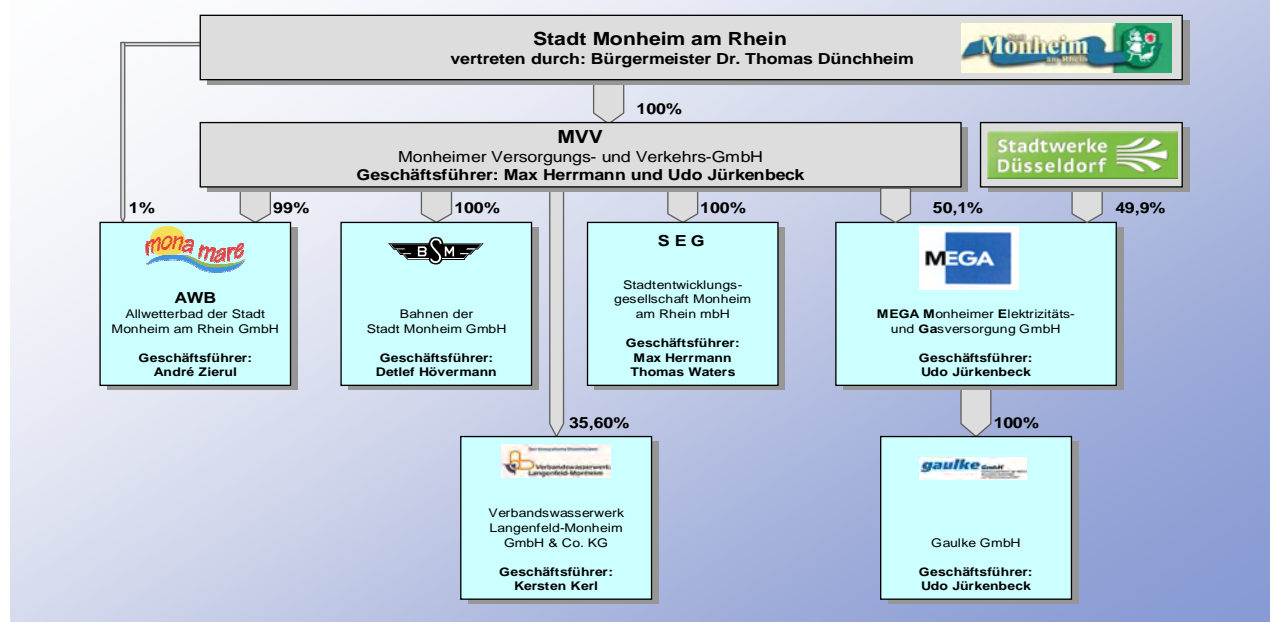 Stadt Monheim am Rhein
vertreten durch: Bürgermeister Dr. Thomas Dünchheim
Stadt
Monheim
am Rhein
100%
MVV
Monheimer Versorgungs- und Verkehrs-GmbH
Geschäftsführer: Max Herrmann und Udo Jürkenbeck
Stadtwerke
Düsseldorf
1%
99%
100%
100%
50,1%
49,9%
mona mare
AWB
Allwetterbad der Stadt
Monheim am Rhein GmbH
Geschäftsführer:
André Zierul
BSM
Bahnen der
Stadt Monheim GmbH
Geschäftsführer:
Detlef Hövermann
S E G
Stadtentwicklungs-
gesellschaft Monheim
am Rhein mbH
Geschäftsführer:
Max Herrmann
Thomas Waters
MEGA
MEGA Monheimer Elektrizitäts-
und Gasversorgung GmbH
Geschäftsführer:
Udo Jürkenbeck
35,60%
100%
Verbandswasserwerk
Langenfeld-Monheim
Verbandswasserwerk
Langenfeld-Monheim
GmbH & Co. KG
Geschäftsführer:
Kersten Kerl
gaulke GmbH
Gaulke GmbH
Geschäftsführer:
Udo Jürkenbeck